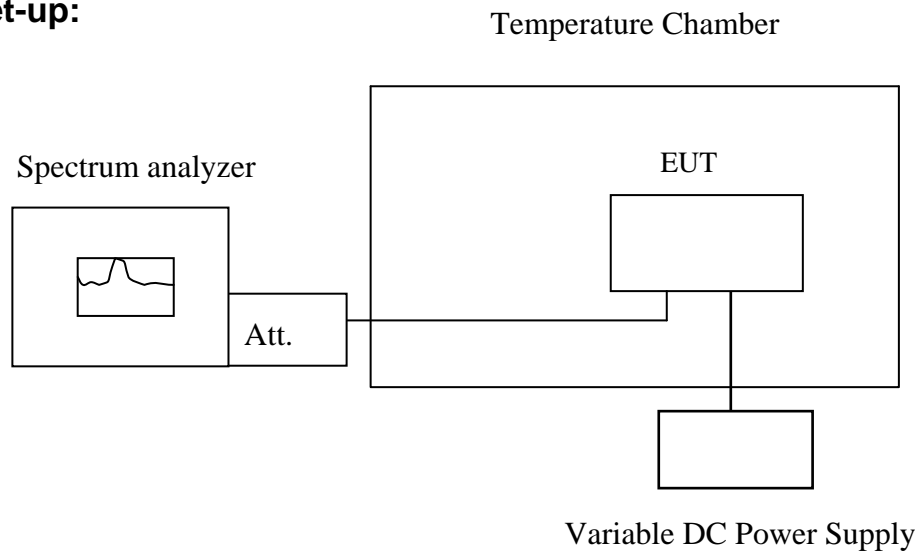 et-up:
Temperature Chamber
Spectrum analyzer
EUT
Att.
Variable DC Power Supply